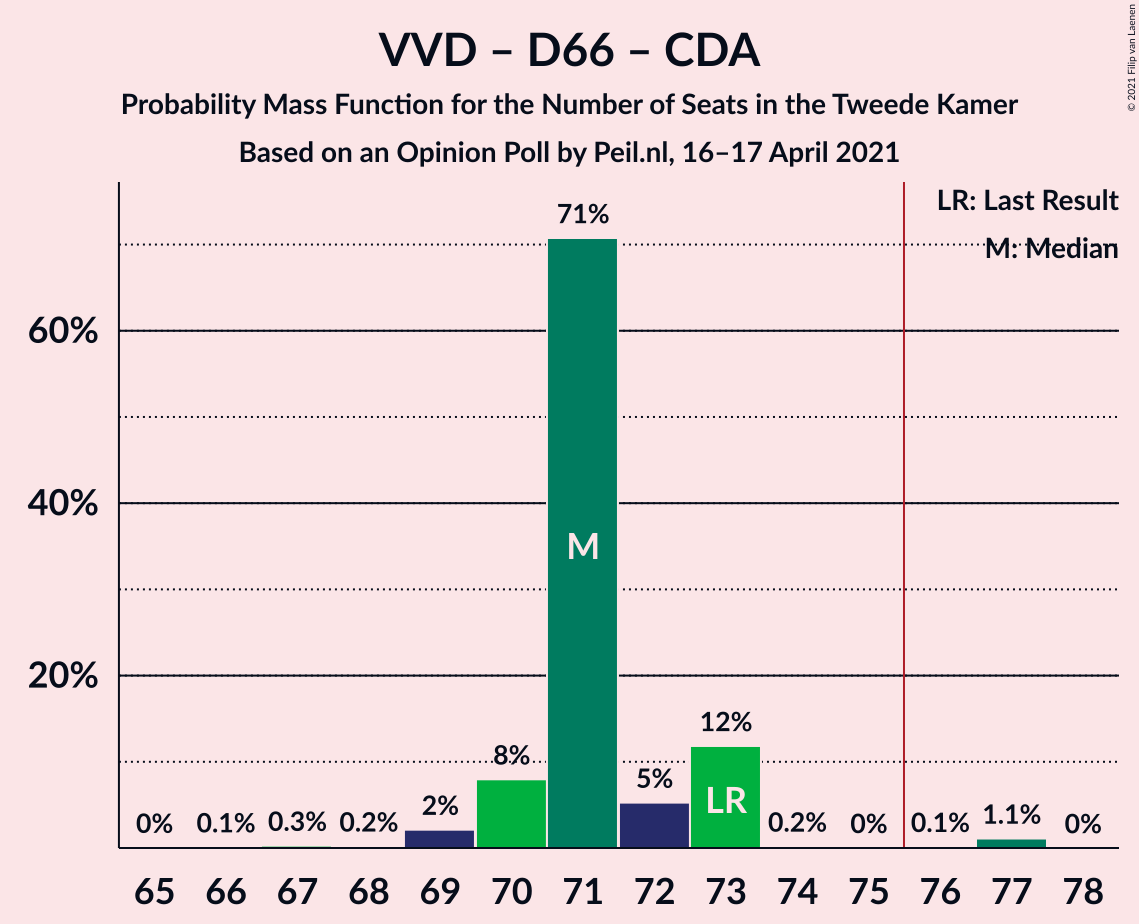 VVD – D66 – CDA
Probability Mass Function for the Number of Seats in the Tweede Kamer
Based on an Opinion Poll by Peil.nl, 16–17 April 2021
© 2021 Filip van Laenen
LR: Last Result
M: Median
60%
40%
20%
0% 0.1% 0.3% 0.2% 2% 8% 71% 5% 12% 0.2% 0% 0.1% 1.1% 0%
M
LR
65 66 67 68 69 70 71 72 73 74 75 76 77 78